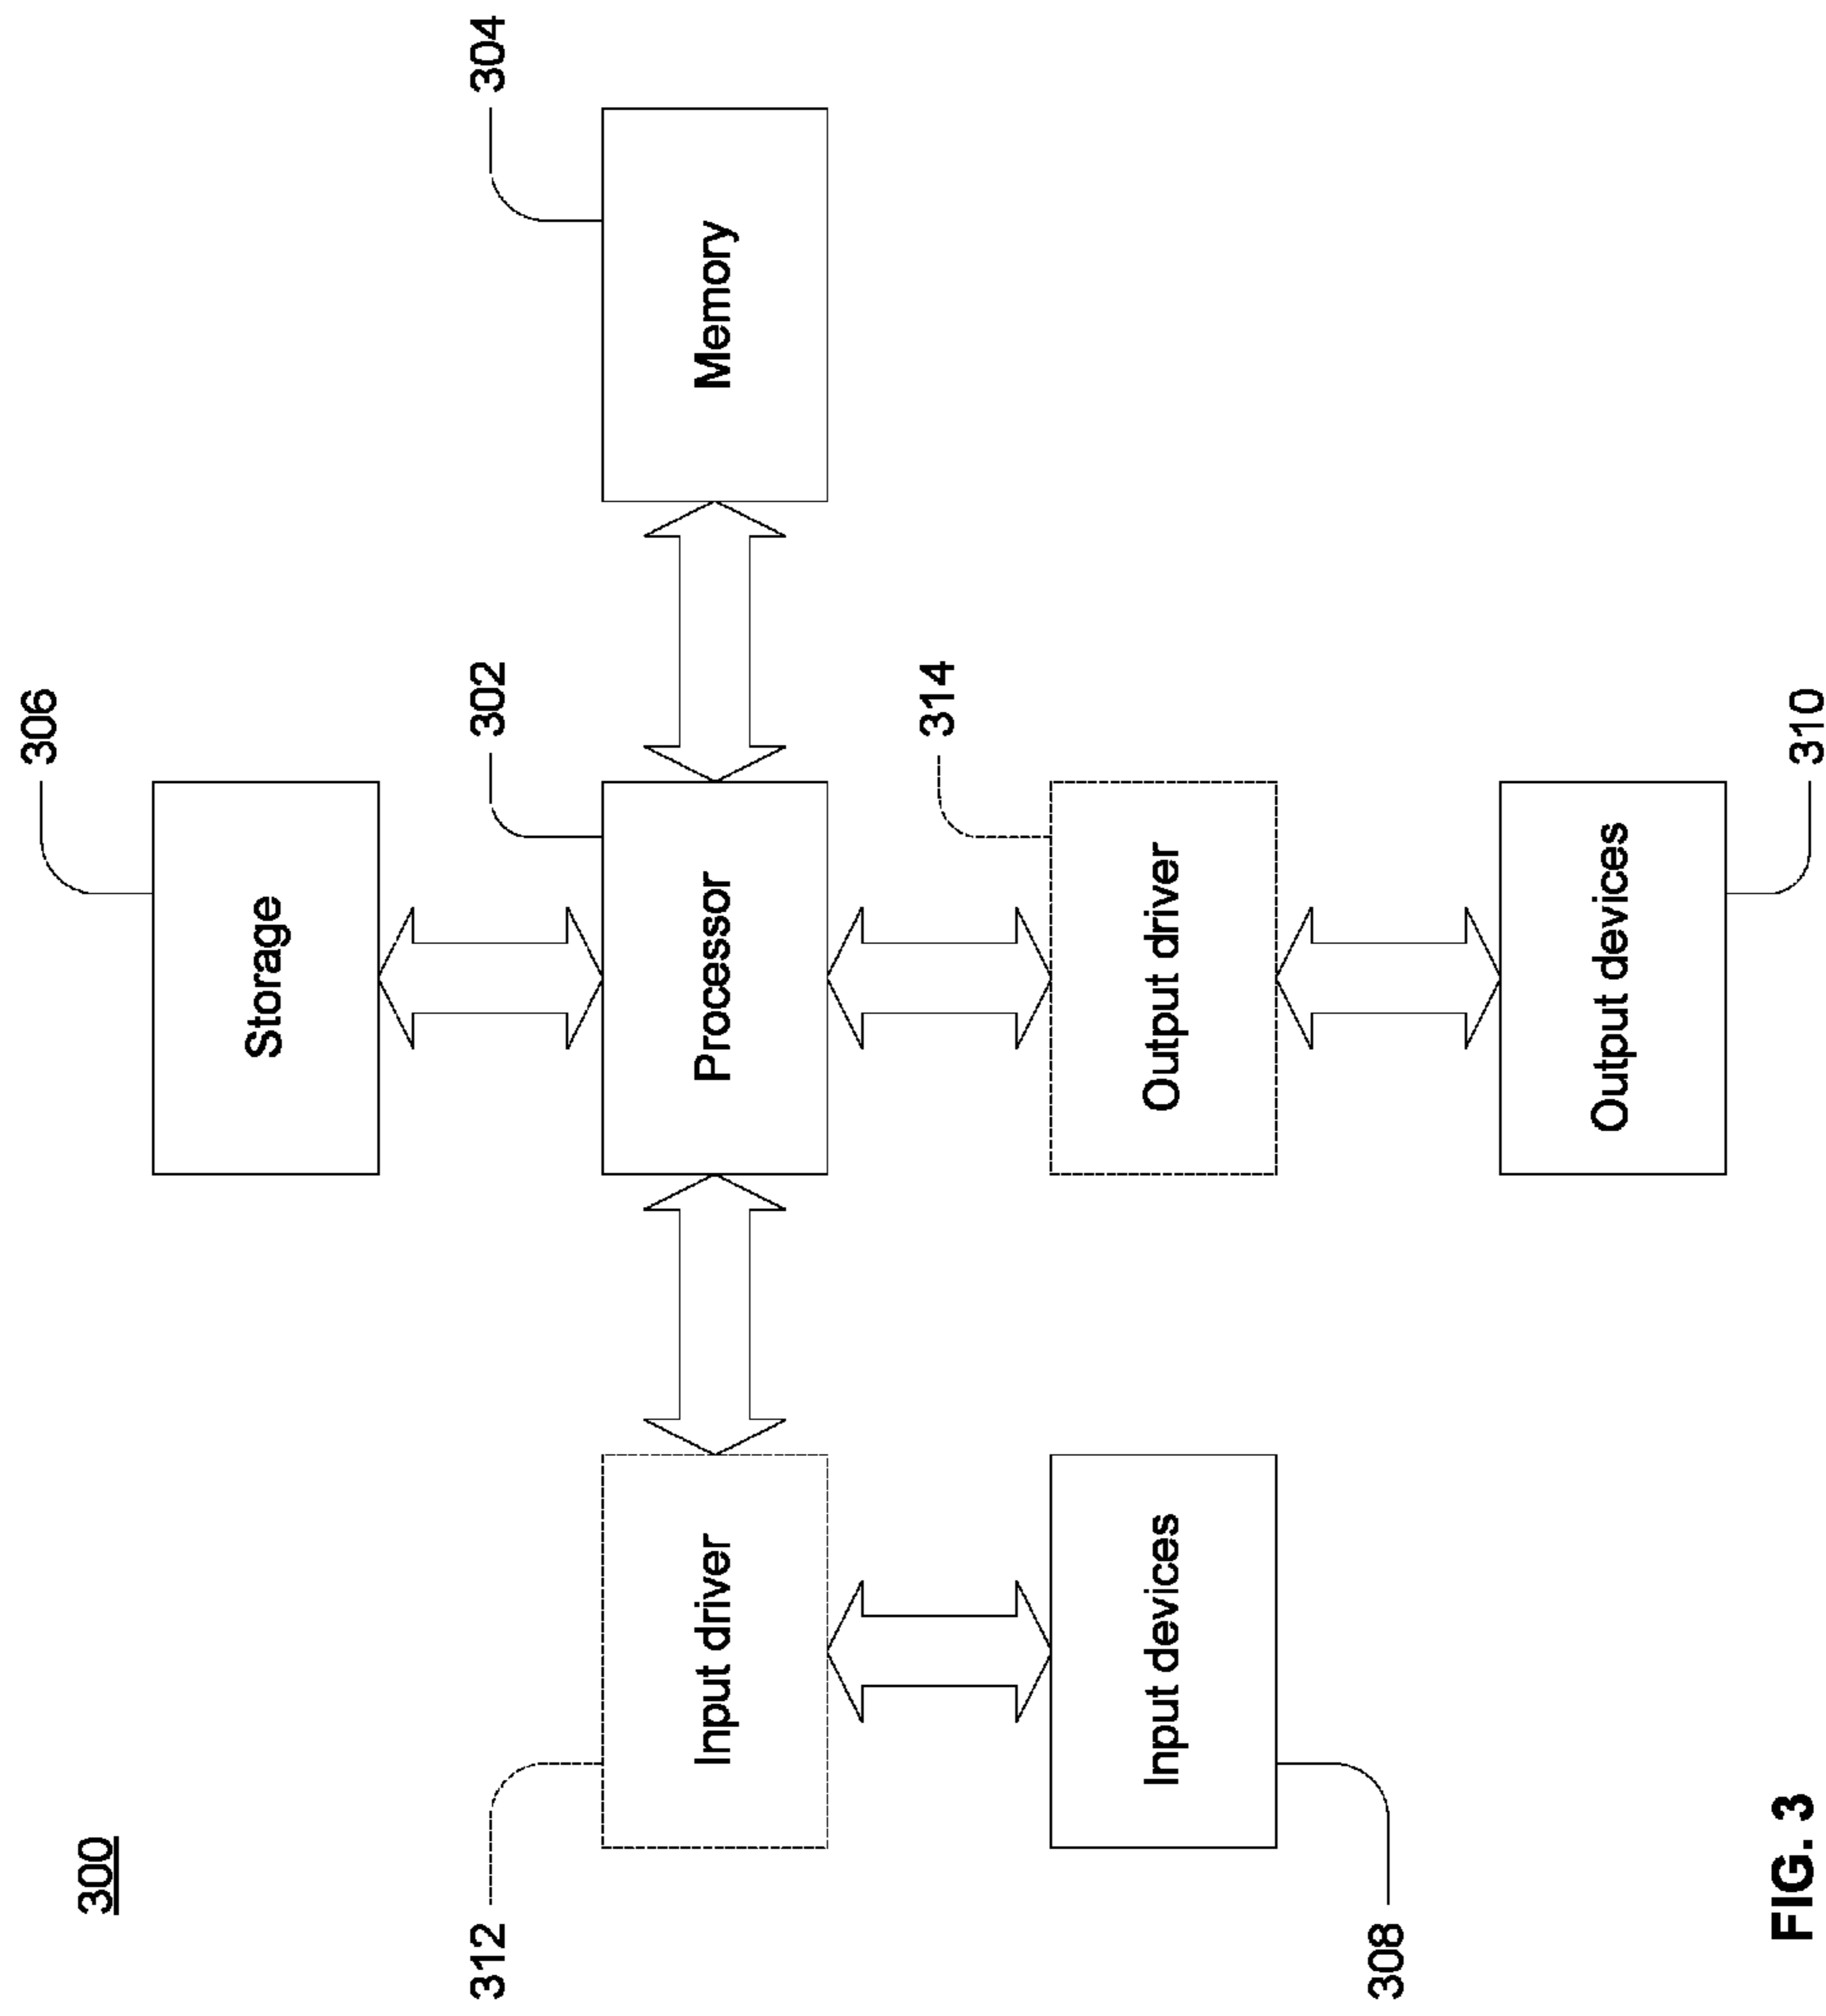 300
306
Storage
312
302
304
Input driver
Processor
Memory
314
Input devices
Output driver
308
Output devices
310
FIG. 3